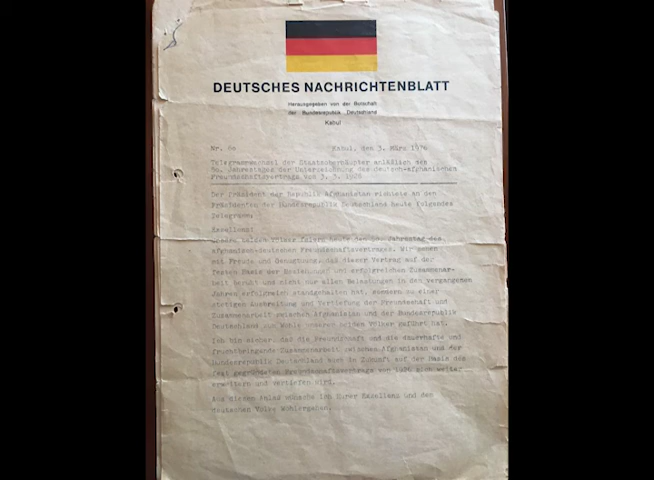 DEUTSCHES NACHRICHTENBLATT
Herausgegeben von der Botschaft
der Bundesrepublik Deutschland
Kabul
Nr. Kabul, den 3. März 1976
Telegrammwechsel der Staatsoberhäupter anläßlich des
50. Jahrestages der Unterzeichnung des deutsch-afghanischen
Freundschaftsvertrags vom 3. 3. 1926
Der Präsident der Republik Afghanistan richtete an den
Präsidenten der Bundesrepublik Deutschland heute folgendes
Telegramm:
Exzellenz!
Unsere beiden Völker feiern heute den 50. Jahrestag des
afghanisch-deutschen Freundschaftsvertrages. Wir sehen
mit Freude und Genugtuung, daß dieser Vertrag auf der
festen Basis der Beziehungen und erfolgreichen Zusammenar-
beit beruht und nicht nur allen Belastungen in den vergangenen
Jahren erfolgreich standgehalten hat, sondern zu einer
stetigen Ausbreitung und Vertiefung der Freundschaft und
Zusammenarbeit zwischen Afghanistan und der Bundesrepublik
Deutschland zum Wohle unserer beiden Völker geführt hat.
Ich bin sicher, daß die Freundschaft und die dauerhafte und
fruchtbringende Zusammenarbeit zwischen Afghanistan und der
Bundesrepublik Deutschland auch in Zukunft auf der Basis des
fest gegründeten Freundschaftsvertrags von 1926 sich weiter
erweitern und vertiefen wird.
Aus diesem Anlaß wünsche ich Eurer Exzellenz und dem
deutschen Volke Wohlergehen.